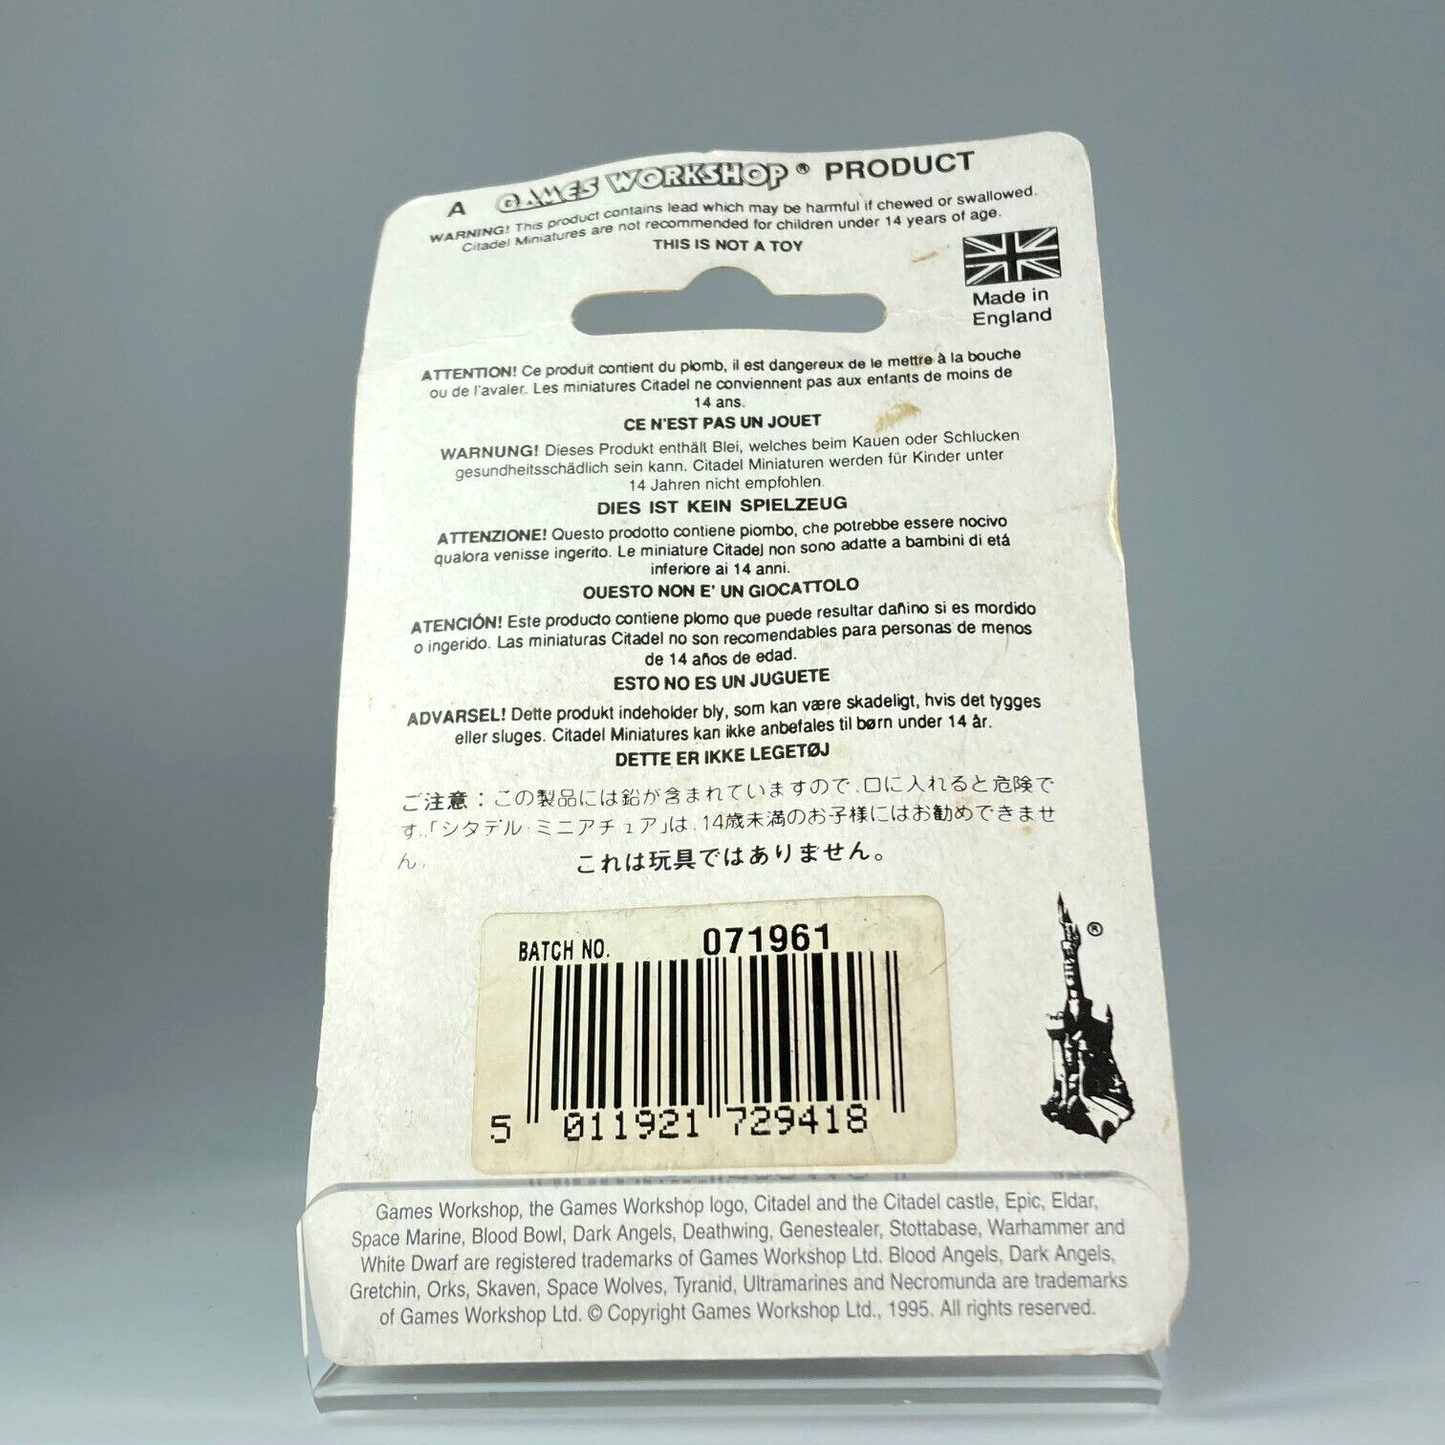 A GAMES WORKSHOP ® PRODUCT
WARNING! This product contains lead which may be harmful if chewed or swallowed.
Citadel Miniatures are not recommended for children under 14 years of age.
THIS IS NOT A TOY
Made in
England
ATTENTION! Ce produit contient du plomb, il est dangereux de le mettre à la bouche
ou de l'avaler. Les miniatures Citadel ne conviennent pas aux enfants de moins de
14 ans.
CE N'EST PAS UN JOUET
WARNUNG! Dieses Produkt enthält Blei, welches beim Kauen oder Schlucken
gesundheitsschädlich sein kann. Citadel Miniaturen werden für Kinder unter
14 Jahren nicht empfohlen.
DIES IST KEIN SPIELZEUG
ATTENZIONE! Questo prodotto contiene piombo, che potrebbe essere nocivo
qualora venisse ingerito. Le miniature Citadel non sono adatte a bambini di etá
inferiore ai 14 anni.
QUESTO NON E' UN GIOCATTOLO
ATENCIÓN! Este producto contiene plomo que puede resultar dañino si es mordido
o ingerido. Las miniaturas Citadel no son recomendables para personas de menos
de 14 años de edad.
ESTO NO ES UN JUGUETE
ADVARSEL! Dette produkt indeholder bly, som kan være skadeligt, hvis det tygges
eller sluges. Citadel Miniatures kan ikke anbefales til børn under 14 år.
DETTE ER IKKE LEGETØJ
ご注意：この製品には鉛が含まれていますので、口に入れると危険で
す。「シタデル・ミニアチュア」は、14歳未満のお子様にはお勧めできませ
ん。
これは玩具ではありません。
BATCH NO. 071961
5 011921 729418
®
Games Workshop, the Games Workshop logo, Citadel and the Citadel castle, Epic, Eldar,
Space Marine, Blood Bowl, Dark Angels, Deathwing, Genestealer, Stottabase, Warhammer and
White Dwarf are registered trademarks of Games Workshop Ltd. Blood Angels, Dark Angels,
Gretchin, Orks, Skaven, Space Wolves, Tyranid, Ultramarines and Necromunda are trademarks
of Games Workshop Ltd. © Copyright Games Workshop Ltd., 1995. All rights reserved.